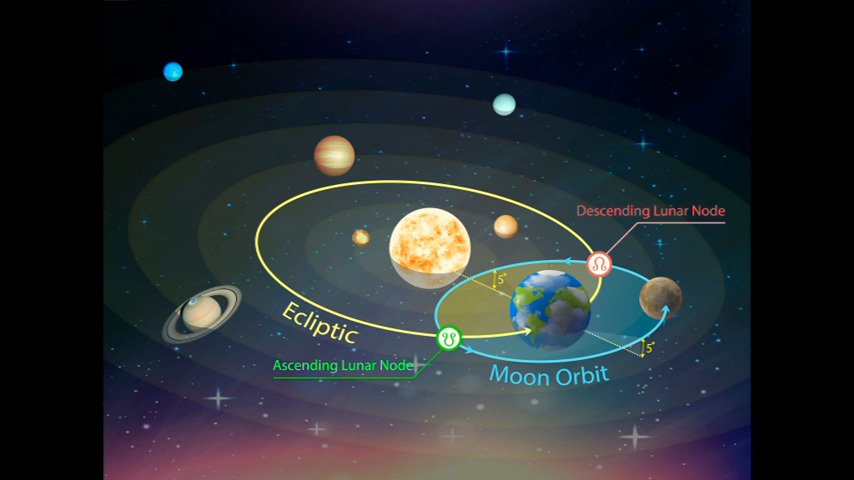 Descending Lunar Node
☊
5°
Ecliptic
☋
5°
Ascending Lunar Node
Moon Orbit